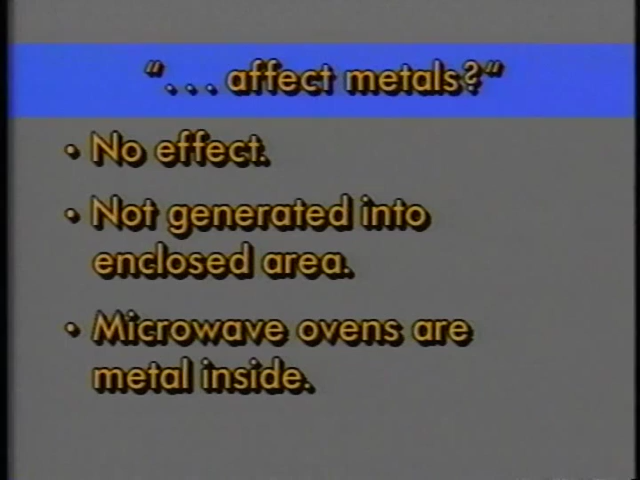 “. . . affect metals?“
• No effect.
• Not generated into
enclosed area.
• Microwave ovens are
metal inside.